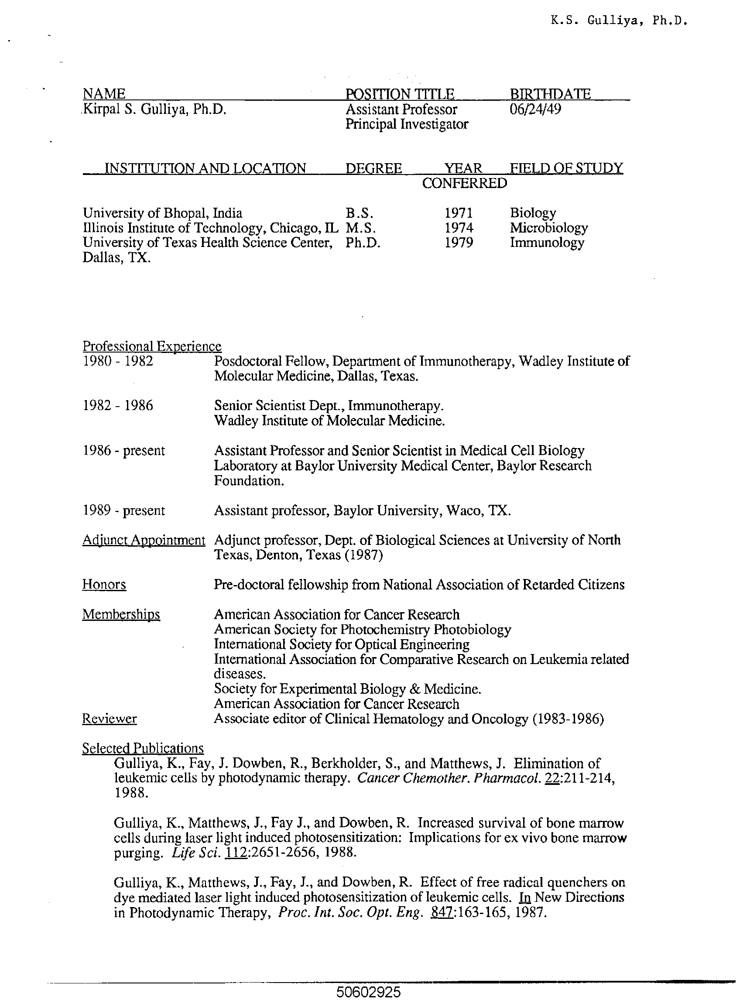 K.S. Gulliya, Ph.D.
NAME POSITION TITLE BIRTHDATE
Kirpal S. Gulliya, Ph.D. Assistant Professor 06/24/49
Principal Investigator
INSTITUTION AND LOCATION DEGREE YEAR FIELD OF STUDY
CONFERRED
University of Bhopal, India B.S. 1971 Biology
Illinois Institute of Technology, Chicago, IL M.S. 1974 Microbiology
University of Texas Health Science Center, Ph.D. 1979 Immunology
Dallas, TX.
Professional Experience
1980 - 1982 Posdoctoral Fellow, Department of Immunotherapy, Wadley Institute of
Molecular Medicine, Dallas, Texas.
1982 - 1986 Senior Scientist Dept., Immunotherapy.
Wadley Institute of Molecular Medicine.
1986 - present Assistant Professor and Senior Scientist in Medical Cell Biology
Laboratory at Baylor University Medical Center, Baylor Research
Foundation.
1989 - present Assistant professor, Baylor University, Waco, TX.
Adjunct Appointment Adjunct professor, Dept. of Biological Sciences at University of North
Texas, Denton, Texas (1987)
Honors Pre-doctoral fellowship from National Association of Retarded Citizens
Memberships American Association for Cancer Research
American Society for Photochemistry Photobiology
International Society for Optical Engineering
International Association for Comparative Research on Leukemia related
diseases.
Society for Experimental Biology & Medicine.
American Association for Cancer Research
Reviewer Associate editor of Clinical Hematology and Oncology (1983-1986)
Selected Publications
Gulliya, K., Fay, J. Dowben, R., Berkholder, S., and Matthews, J. Elimination of
leukemic cells by photodynamic therapy. Cancer Chemother. Pharmacol. 22:211-214,
1988.
Gulliya, K., Matthews, J., Fay J., and Dowben, R. Increased survival of bone marrow
cells during laser light induced photosensitization: Implications for ex vivo bone marrow
purging. Life Sci. 112:2651-2656, 1988.
Gulliya, K., Matthews, J., Fay, J., and Dowben, R. Effect of free radical quenchers on
dye mediated laser light induced photosensitization of leukemic cells. In New Directions
in Photodynamic Therapy, Proc. Int. Soc. Opt. Eng. 847:163-165, 1987.
50602925